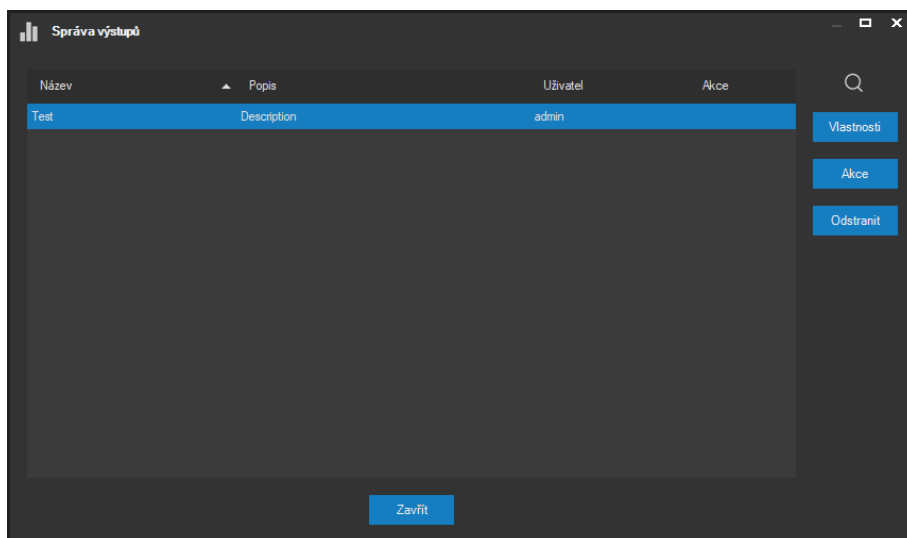 Správa výstupů
Název Popis Uživatel Akce
Test Description admin
Vlastnosti
Akce
Odstranit
Zavřít